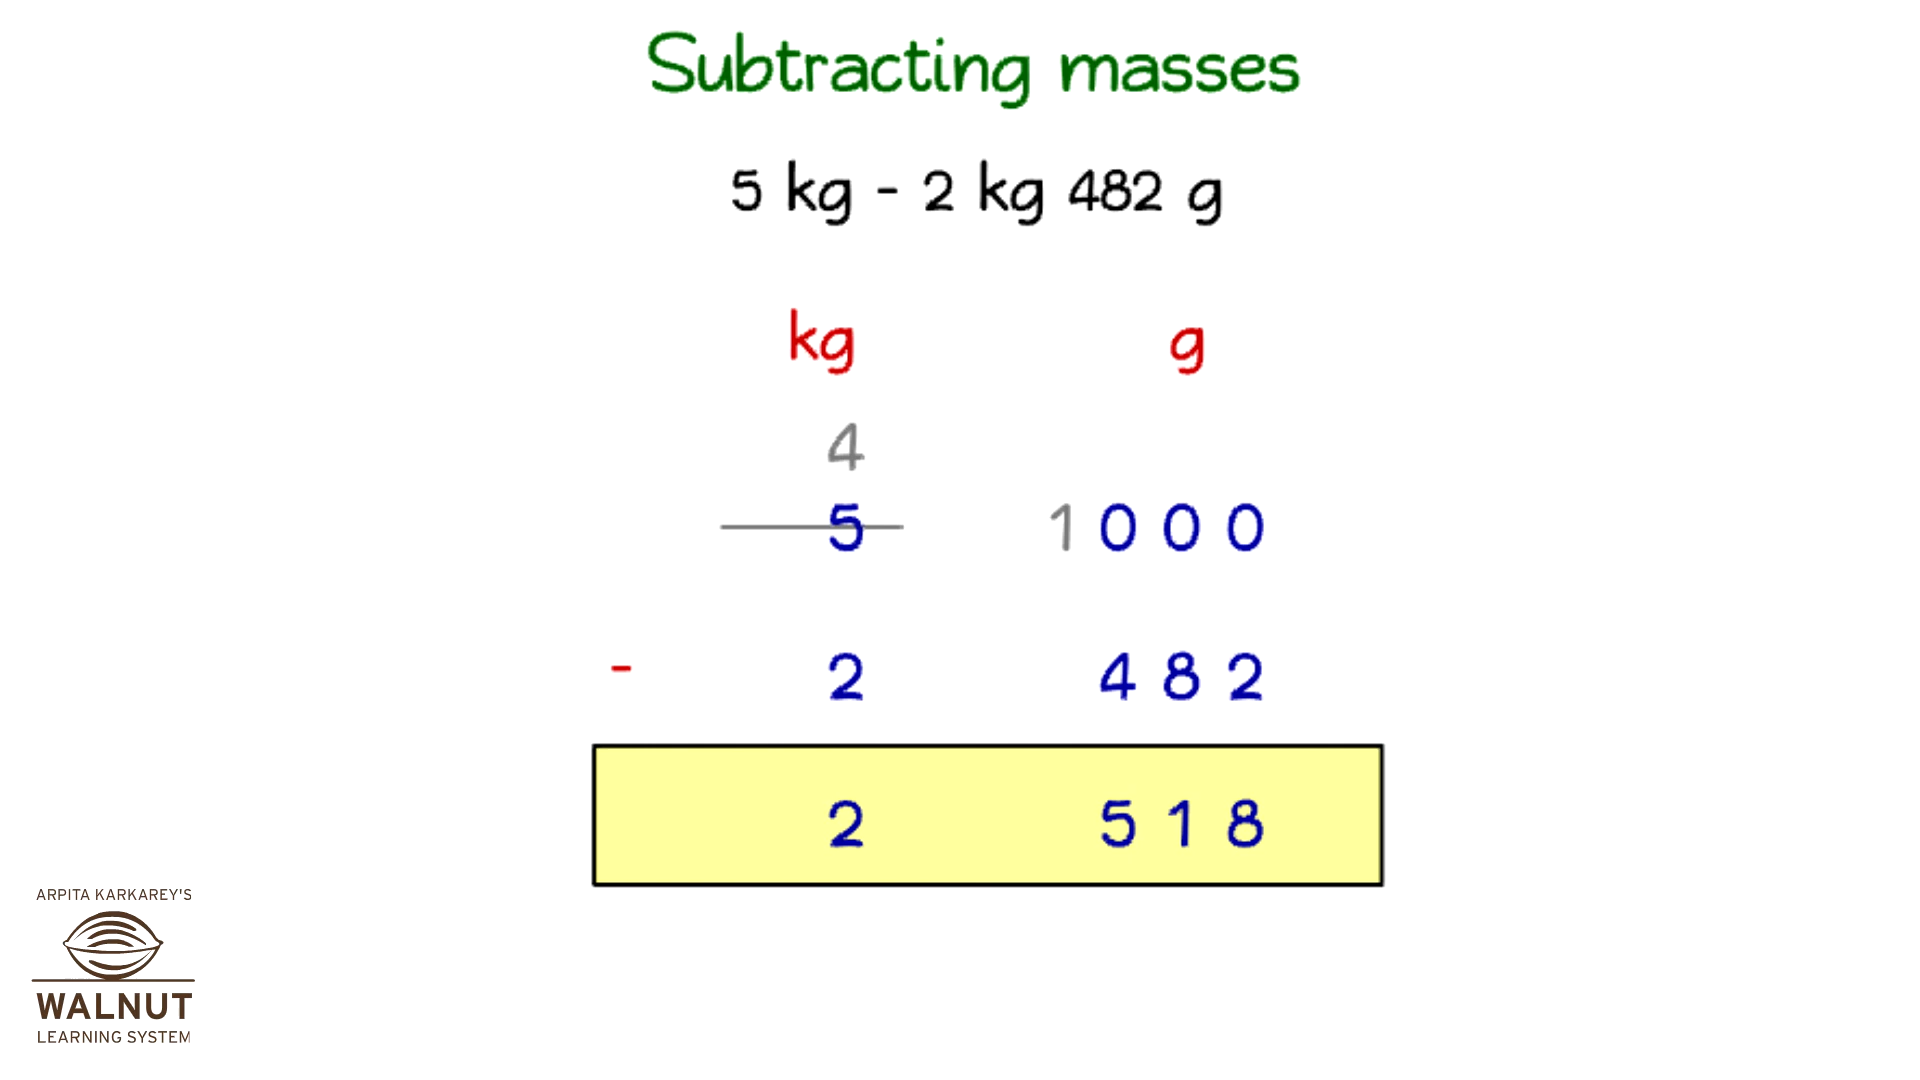 Subtracting masses
5 kg - 2 kg 482 g
kg g
4
5 1 0 0 0
- 2 4 8 2
2 5 1 8
ARPITA KARKAREY'S
WALNUT
LEARNING SYSTEM